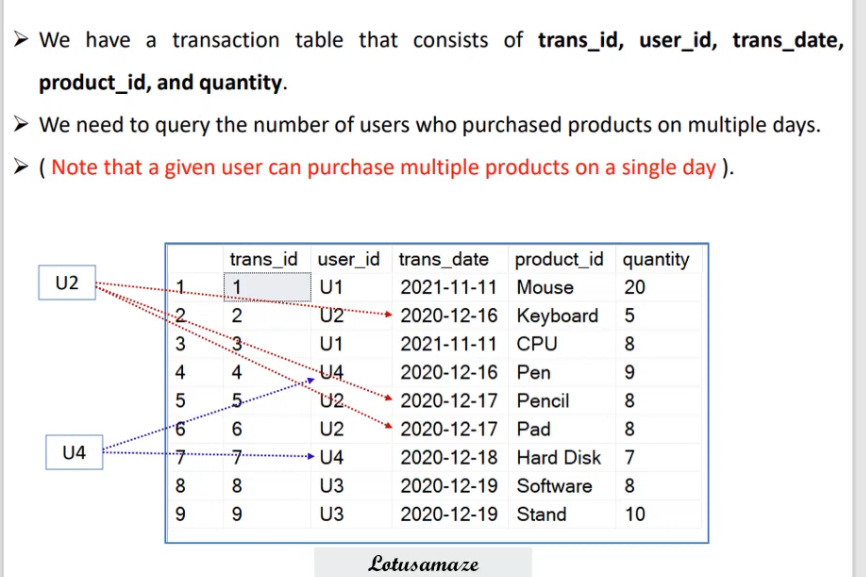 ➢ We have a transaction table that consists of trans_id, user_id, trans_date,
product_id, and quantity.
➢ We need to query the number of users who purchased products on multiple days.
➢ ( Note that a given user can purchase multiple products on a single day ).
trans_id user_id trans_date product_id quantity
U2
1 1 U1 2021-11-11 Mouse 20
2 2 U2 2020-12-16 Keyboard 5
3 3 U1 2021-11-11 CPU 8
4 4 U4 2020-12-16 Pen 9
5 5 U2 2020-12-17 Pencil 8
6 6 U2 2020-12-17 Pad 8
U4
7 7 U4 2020-12-18 Hard Disk 7
8 8 U3 2020-12-19 Software 8
9 9 U3 2020-12-19 Stand 10
Lotusamaze